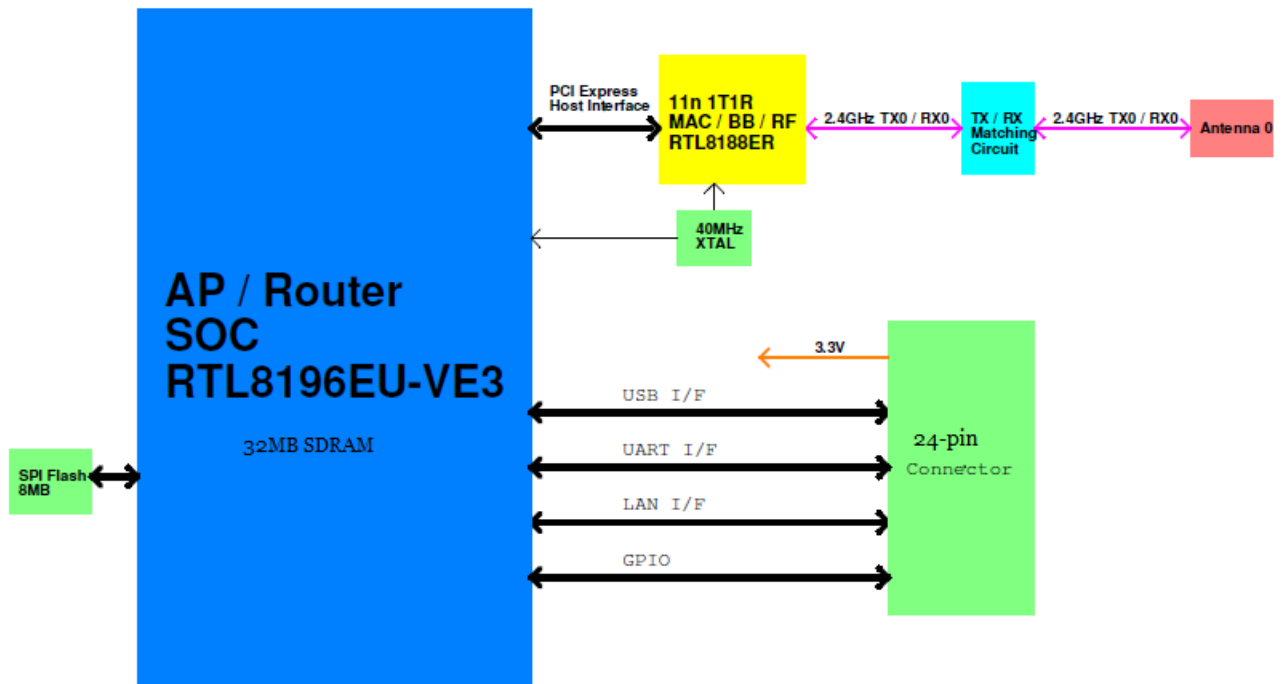 PCI Express
Host Interface
11n 1T1R
MAC / BB / RF
RTL8188ER
2.4GHz TX0 / RX0
TX / RX
Matching
Circuit
2.4GHz TX0 / RX0
Antenna 0
40MHz
XTAL
AP / Router
SOC
RTL8196EU-VE3
32MB SDRAM
SPI Flash
8MB
3.3V
USB I/F
UART I/F
LAN I/F
GPIO
24-pin
Connector